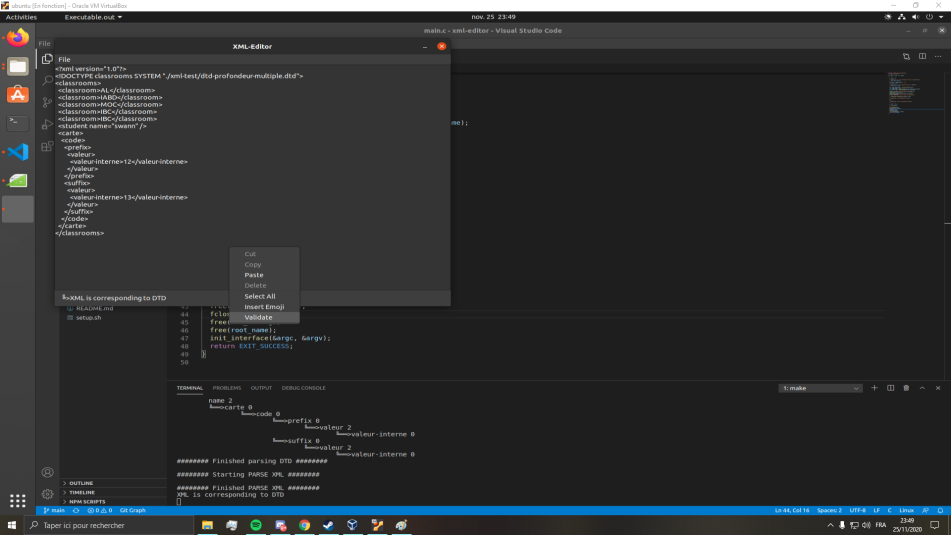 ubuntu [En fonction] - Oracle VM VirtualBox
Activities
Executable.out
nov. 25 23:49
main.c - xml-editor - Visual Studio Code
File
XML-Editor
File
<?xml version="1.0"?>
<!DOCTYPE classrooms SYSTEM "./xml-test/dtd-profondeur-multiple.dtd">
<classrooms>
<classroom>AL</classroom>
<classroom>IABD</classroom>
<classroom>MOC</classroom>
<classroom>IBC</classroom>
<classroom>IBC</classroom>
<student name="swann" />
<carte>
<code>
<prefix>
<valeur>
<valeur-interne>12</valeur-interne>
</valeur>
</prefix>
<suffix>
<valeur>
<valeur-interne>13</valeur-interne>
</valeur>
</suffix>
</code>
</carte>
</classrooms>
me);
Cut
Copy
Paste
Delete
Select All
Insert Emoji
Validate
╚>XML is corresponding to DTD
README.md
setup.sh
44 fclo
45 free(
46 free(root_name);
47 init_interface(&argc, &argv);
48 return EXIT_SUCCESS;
49 }
50
TERMINAL PROBLEMS OUTPUT DEBUG CONSOLE
1: make
name 2
╚══>carte 0
╚══>code 0
╚══>prefix 0
╚══>valeur 2
╚══>valeur-interne 0
╚══>suffix 0
╚══>valeur 2
╚══>valeur-interne 0
######## Finished parsing DTD ########
######## Starting PARSE XML ########
######## Finished PARSE XML ########
XML is corresponding to DTD
OUTLINE
TIMELINE
NPM SCRIPTS
main
0 0
Git Graph
Ln 44, Col 16 Spaces: 2 UTF-8 LF C Linux
Taper ici pour rechercher
FRA
23:49
25/11/2020